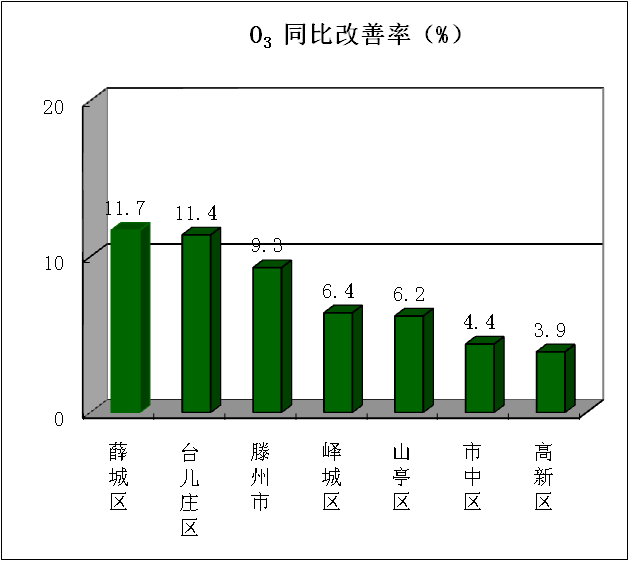 O₃ 同比改善率（%）
20
10
0
11.7
11.4
9.3
6.4
6.2
4.4
3.9
薛城区
台儿庄区
滕州市
峄城区
山亭区
市中区
高新区